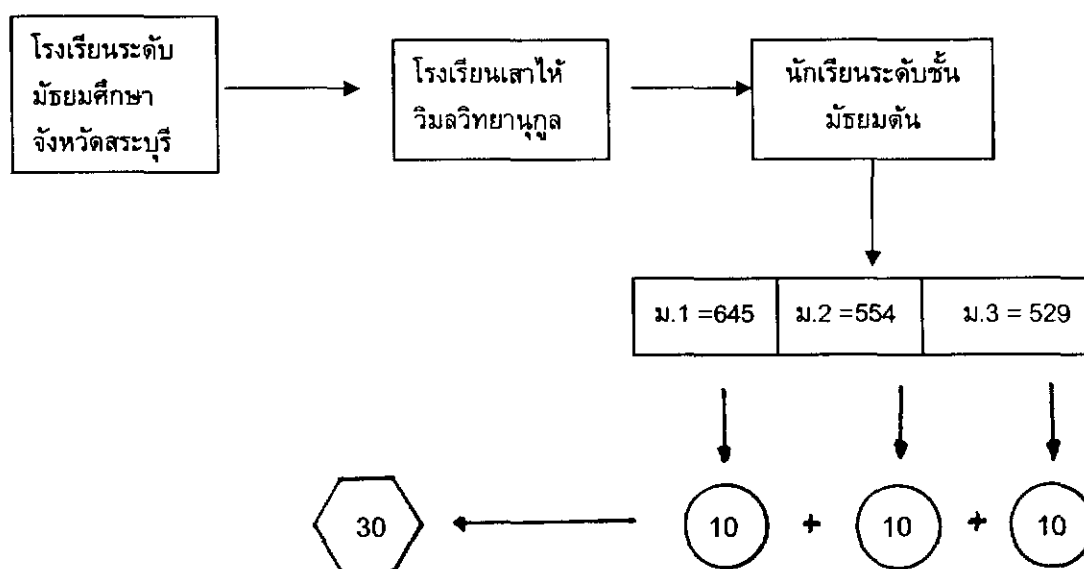 โรงเรียนระดับ
มัธยมศึกษา
จังหวัดสระบุรี
โรงเรียนเสาไห้
วิมลวิทยานุกูล
นักเรียนระดับชั้น
มัธยมต้น
ม.1 =645
ม.2 =554
ม.3 = 529
30
10
+
10
+
10